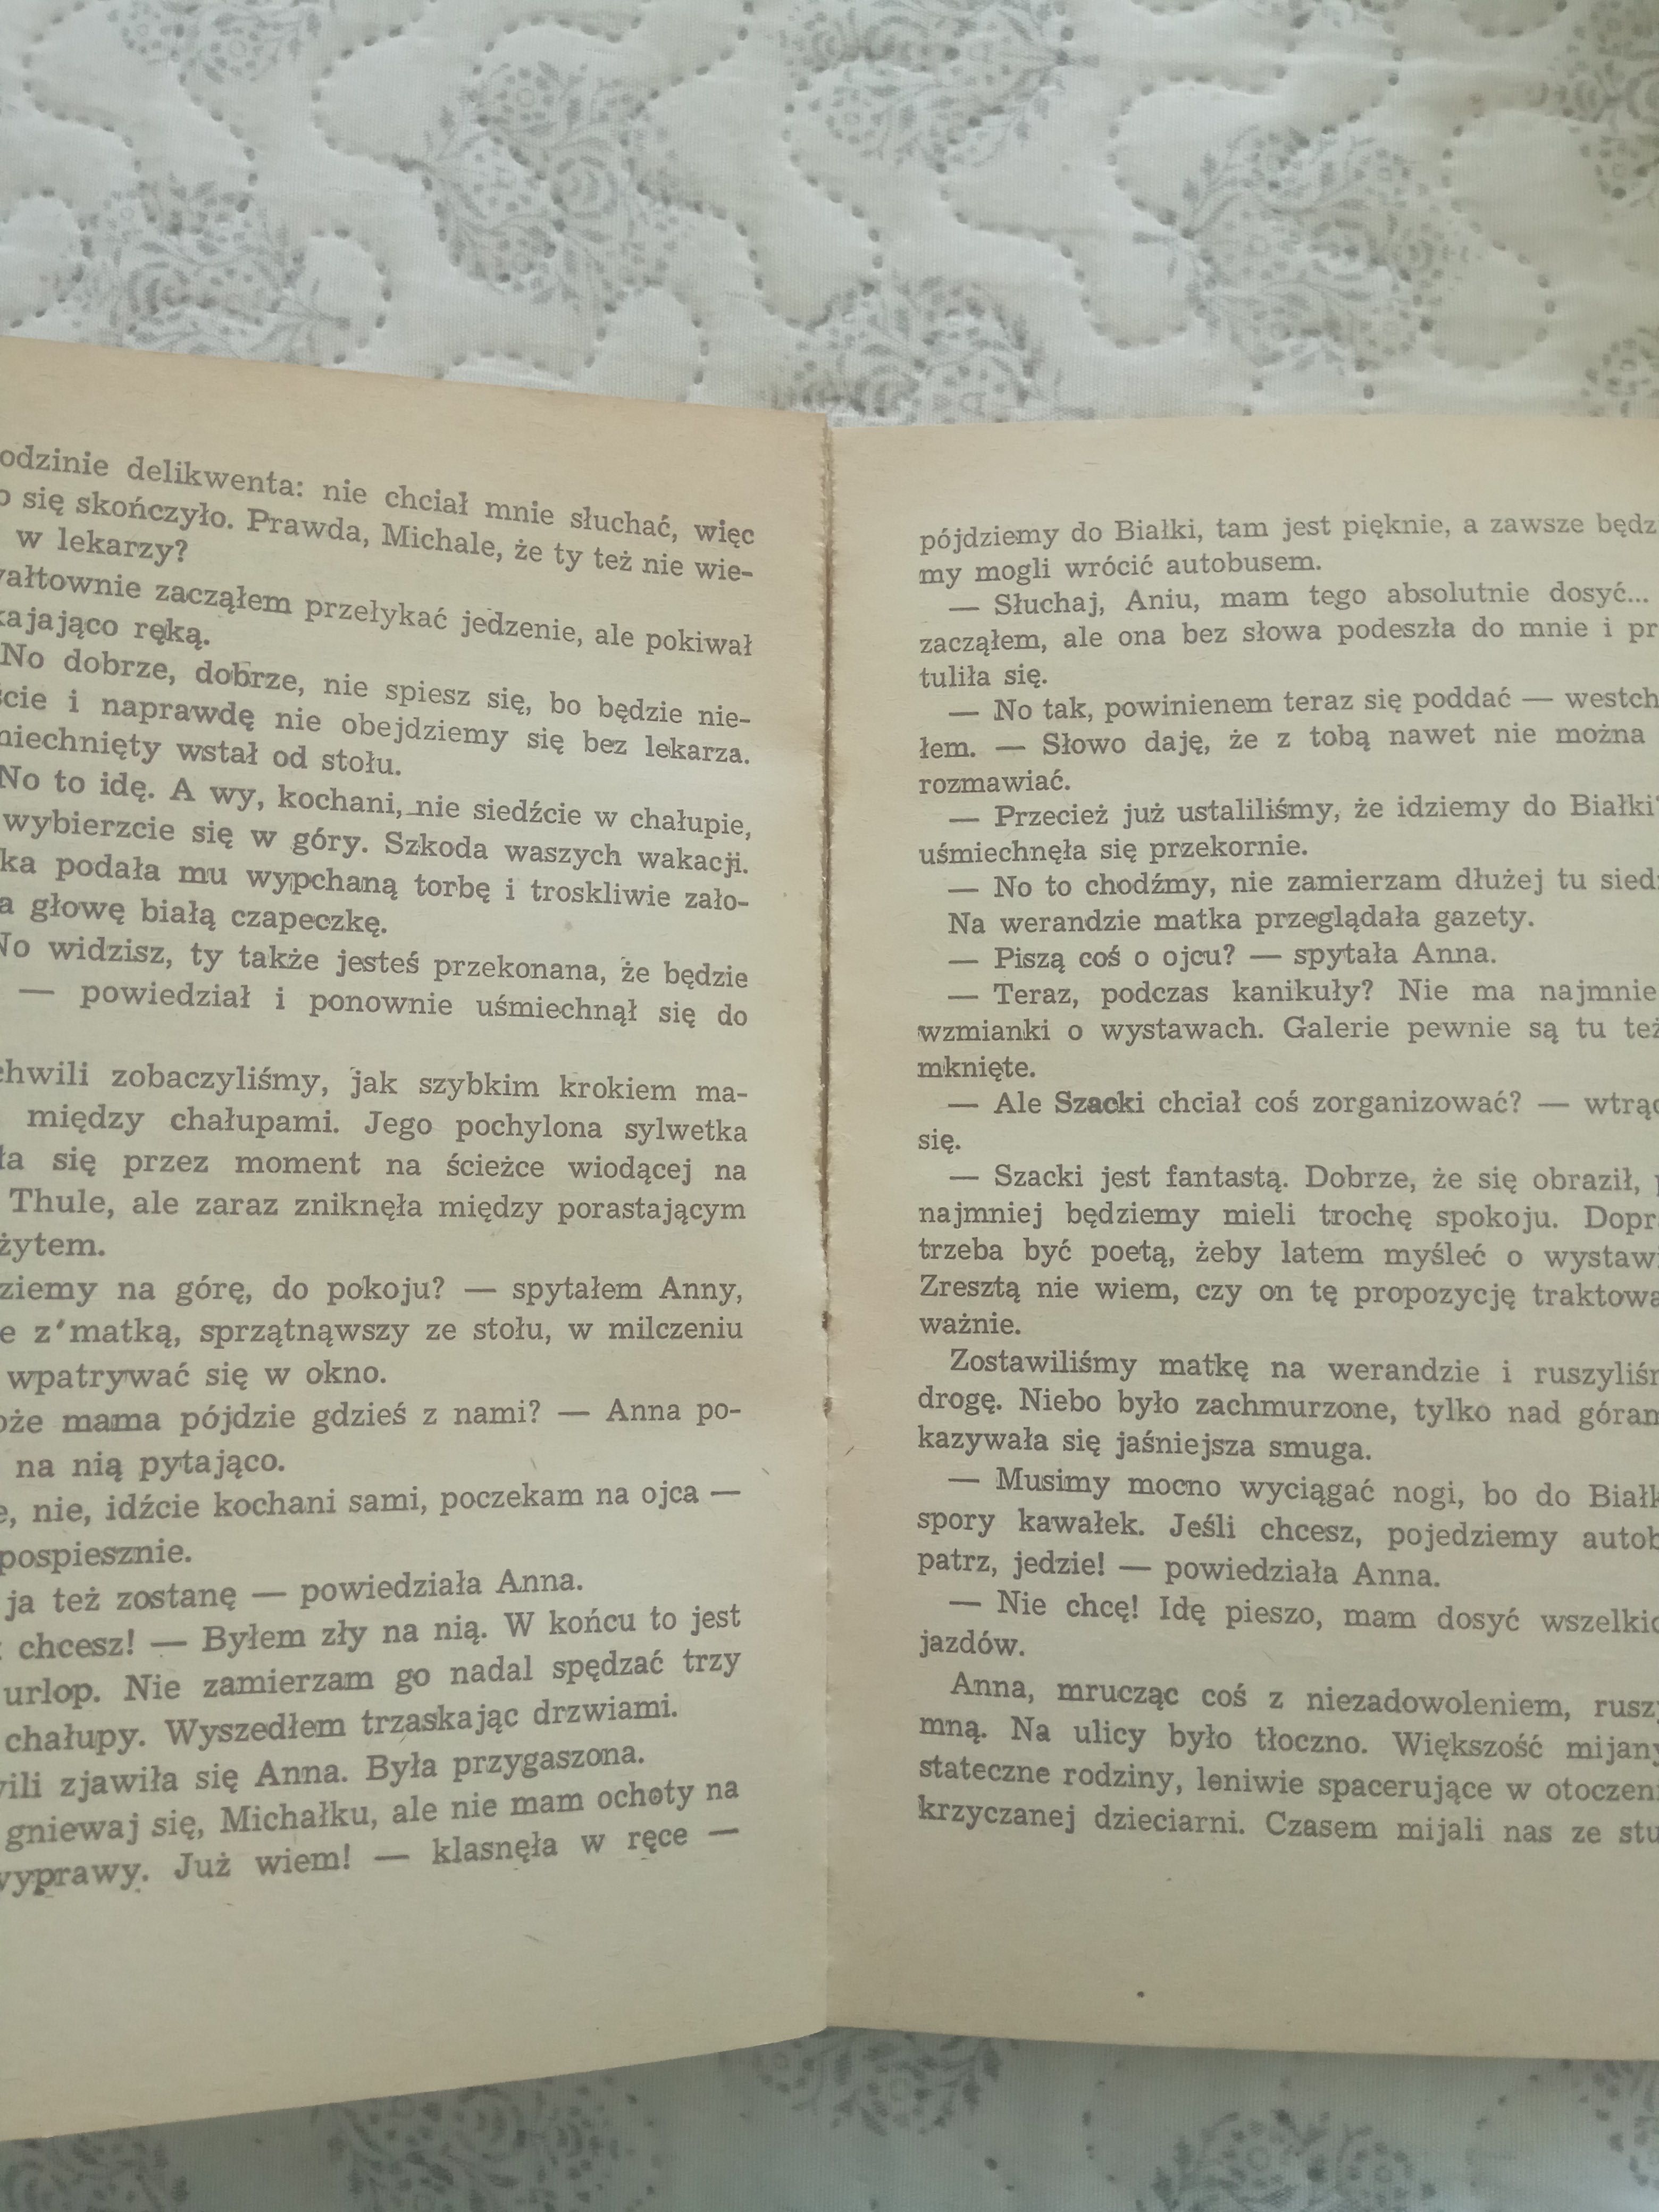 odzinie delikwenta: nie chciał mnie słuchać, więc
się skończyło. Prawda, Michale, że ty też nie wie-
w lekarzy?
wałtownie zacząłem przełykać jedzenie, ale pokiwał
kajająco ręką.
No dobrze, dobrze, nie spiesz się, bo będzie nie-
ście i naprawdę nie obejdziemy się bez lekarza.
miechnięty wstał od stołu.
No to idę. A wy, kochani, nie siedźcie w chałupie,
wybierzcie się w góry. Szkoda waszych wakacji.
ka podała mu wypchaną torbę i troskliwie zało-
a głowę białą czapeczkę.
No widzisz, ty także jesteś przekonana, że będzie
— powiedział i ponownie uśmiechnął się do
chwili zobaczyliśmy, jak szybkim krokiem ma-
między chałupami. Jego pochylona sylwetka
ła się przez moment na ścieżce wiodącej na
Thule, ale zaraz zniknęła między porastającym
żytem.
ziemy na górę, do pokoju? — spytałem Anny,
e z matką, sprzątnąwszy ze stołu, w milczeniu
wpatrywać się w okno.
oże mama pójdzie gdzieś z nami? — Anna po-
na nią pytająco.
e, nie, idźcie kochani sami, poczekam na ojca —
pospiesznie.
ja też zostanę — powiedziała Anna.
chcesz! — Byłem zły na nią. W końcu to jest
urlop. Nie zamierzam go nadal spędzać trzy
chałupy. Wyszedłem trzaskając drzwiami.
wili zjawiła się Anna. Była przygaszona.
gniewaj się, Michałku, ale nie mam ochoty na
wyprawy. Już wiem! — klasnęła w ręce —
pójdziemy do Białki, tam jest pięknie, a zawsze będz
my mogli wrócić autobusem.
— Słuchaj, Aniu, mam tego absolutnie dosyć...
zacząłem, ale ona bez słowa podeszła do mnie i pr
tuliła się.
— No tak, powinienem teraz się poddać — westch
łem. — Słowo daję, że z tobą nawet nie można
rozmawiać.
— Przecież już ustaliliśmy, że idziemy do Białki
uśmiechnęła się przekornie.
— No to chodźmy, nie zamierzam dłużej tu sied
Na werandzie matka przeglądała gazety.
— Piszą coś o ojcu? — spytała Anna.
— Teraz, podczas kanikuły? Nie ma najmnie
wzmianki o wystawach. Galerie pewnie są tu też
mknięte.
— Ale Szacki chciał coś zorganizować? — wtrąc
się.
— Szacki jest fantastą. Dobrze, że się obraził, p
najmniej będziemy mieli trochę spokoju. Dopr
trzeba być poetą, żeby latem myśleć o wystawi
Zresztą nie wiem, czy on tę propozycję traktowa
ważnie.
Zostawiliśmy matkę na werandzie i ruszyliśm
drogę. Niebo było zachmurzone, tylko nad góram
kazywała się jaśniejsza smuga.
— Musimy mocno wyciągać nogi, bo do Białk
spory kawałek. Jeśli chcesz, pojedziemy autob
patrz, jedzie! — powiedziała Anna.
— Nie chcę! Idę pieszo, mam dosyć wszelkic
jazdów.
Anna, mrucząc coś z niezadowoleniem, rusz
mną. Na ulicy było tłoczno. Większość mijany
stateczne rodziny, leniwie spacerujące w otoczeni
krzyczanej dzieciarni. Czasem mijali nas ze stu